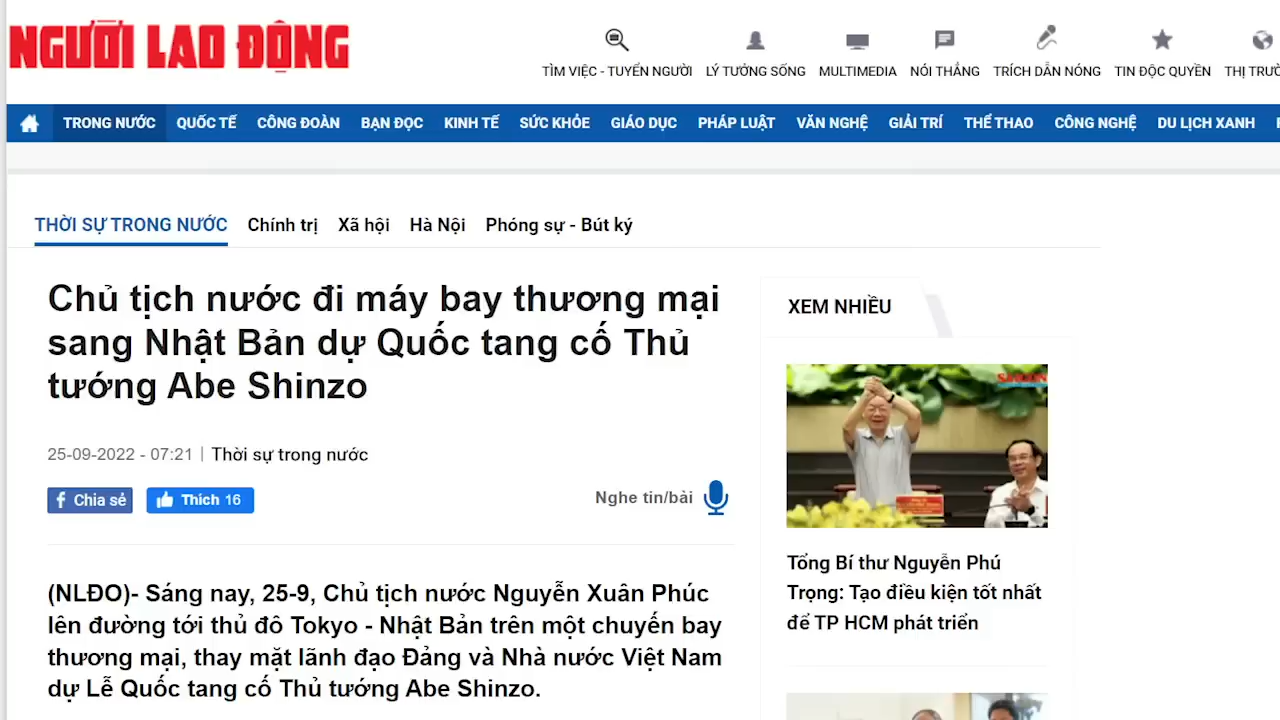 NGƯỜI LAO ĐỘNG
TÌM VIỆC - TUYỂN NGƯỜI LÝ TƯỞNG SỐNG MULTIMEDIA NÓI THẲNG TRÍCH DẪN NÓNG TIN ĐỘC QUYỀN THỊ
TRONG NƯỚC QUỐC TẾ CÔNG ĐOÀN BẠN ĐỌC KINH TẾ SỨC KHỎE GIÁO DỤC PHÁP LUẬT VĂN NGHỆ GIẢI TRÍ THỂ THAO CÔNG NGHỆ DU LỊCH XANH
THỜI SỰ TRONG NƯỚC Chính trị Xã hội Hà Nội Phóng sự - Bút ký
Chủ tịch nước đi máy bay thương mại
sang Nhật Bản dự Quốc tang cố Thủ
tướng Abe Shinzo
25-09-2022 - 07:21 | Thời sự trong nước
Chia sẻ Thích 16
Nghe tin/bài
(NLĐO)- Sáng nay, 25-9, Chủ tịch nước Nguyễn Xuân Phúc
lên đường tới thủ đô Tokyo - Nhật Bản trên một chuyến bay
thương mại, thay mặt lãnh đạo Đảng và Nhà nước Việt Nam
dự Lễ Quốc tang cố Thủ tướng Abe Shinzo.
XEM NHIỀU
Tổng Bí thư Nguyễn Phú
Trọng: Tạo điều kiện tốt nhất
để TP HCM phát triển